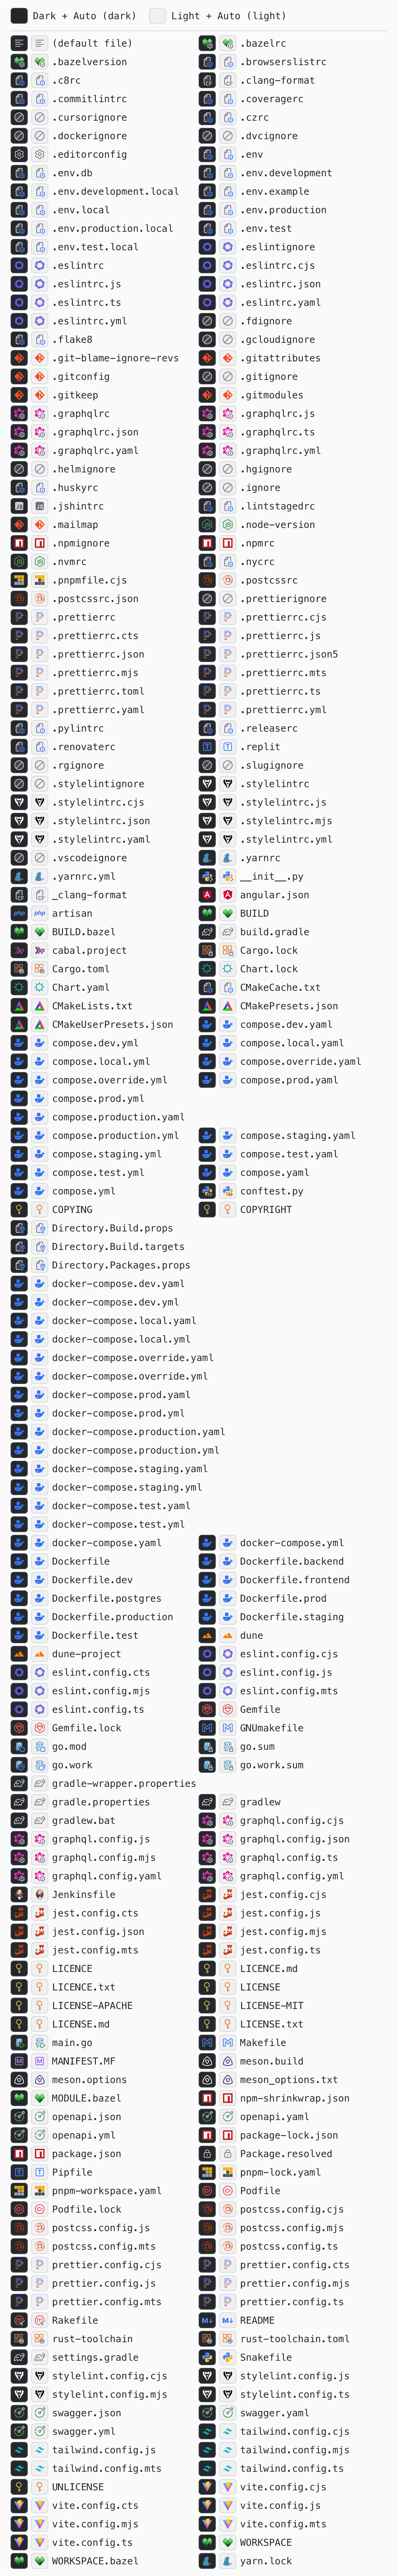 Dark + Auto (dark) Light + Auto (light)
(default file) .bazelrc
.bazelversion .browserslistrc
.c8rc .clang-format
.commitlintrc .coveragerc
.cursorignore .czrc
.dockerignore .dvcignore
.editorconfig .env
.env.db .env.development
.env.development.local .env.example
.env.local .env.production
.env.production.local .env.test
.env.test.local .eslintignore
.eslintrc .eslintrc.cjs
.eslintrc.js .eslintrc.json
.eslintrc.ts .eslintrc.yaml
.eslintrc.yml .fdignore
.flake8 .gcloudignore
.git-blame-ignore-revs .gitattributes
.gitconfig .gitignore
.gitkeep .gitmodules
.graphqlrc .graphqlrc.js
.graphqlrc.json .graphqlrc.ts
.graphqlrc.yaml .graphqlrc.yml
.helmignore .hgignore
.huskyrc .ignore
.jshintrc .lintstagedrc
.mailmap .node-version
.npmignore .npmrc
.nvmrc .nycrc
.pnpmfile.cjs .postcssrc
.postcssrc.json .prettierignore
.prettierrc .prettierrc.cjs
.prettierrc.cts .prettierrc.js
.prettierrc.json .prettierrc.json5
.prettierrc.mjs .prettierrc.mts
.prettierrc.toml .prettierrc.ts
.prettierrc.yaml .prettierrc.yml
.pylintrc .releaserc
.renovaterc .replit
.rgignore .slugignore
.stylelintignore .stylelintrc
.stylelintrc.cjs .stylelintrc.js
.stylelintrc.json .stylelintrc.mjs
.stylelintrc.yaml .stylelintrc.yml
.vscodeignore .yarnrc
.yarnrc.yml __init__.py
_clang-format angular.json
artisan BUILD
BUILD.bazel build.gradle
cabal.project Cargo.lock
Cargo.toml Chart.lock
Chart.yaml CMakeCache.txt
CMakeLists.txt CMakePresets.json
CMakeUserPresets.json compose.dev.yaml
compose.dev.yml compose.local.yaml
compose.local.yml compose.override.yaml
compose.override.yml compose.prod.yaml
compose.prod.yml
compose.production.yaml
compose.production.yml compose.staging.yaml
compose.staging.yml compose.test.yaml
compose.test.yml compose.yaml
compose.yml conftest.py
COPYING COPYRIGHT
Directory.Build.props
Directory.Build.targets
Directory.Packages.props
docker-compose.dev.yaml
docker-compose.dev.yml
docker-compose.local.yaml
docker-compose.local.yml
docker-compose.override.yaml
docker-compose.override.yml
docker-compose.prod.yaml
docker-compose.prod.yml
docker-compose.production.yaml
docker-compose.production.yml
docker-compose.staging.yaml
docker-compose.staging.yml
docker-compose.test.yaml
docker-compose.test.yml
docker-compose.yaml docker-compose.yml
Dockerfile Dockerfile.backend
Dockerfile.dev Dockerfile.frontend
Dockerfile.postgres Dockerfile.prod
Dockerfile.production Dockerfile.staging
Dockerfile.test dune
dune-project eslint.config.cjs
eslint.config.cts eslint.config.js
eslint.config.mjs eslint.config.mts
eslint.config.ts Gemfile
Gemfile.lock GNUmakefile
go.mod go.sum
go.work go.work.sum
gradle-wrapper.properties
gradle.properties gradlew
gradlew.bat graphql.config.cjs
graphql.config.js graphql.config.json
graphql.config.mjs graphql.config.ts
graphql.config.yaml graphql.config.yml
Jenkinsfile jest.config.cjs
jest.config.cts jest.config.js
jest.config.json jest.config.mjs
jest.config.mts jest.config.ts
LICENCE LICENCE.md
LICENCE.txt LICENSE
LICENSE-APACHE LICENSE-MIT
LICENSE.md LICENSE.txt
main.go Makefile
MANIFEST.MF meson.build
meson.options meson_options.txt
MODULE.bazel npm-shrinkwrap.json
openapi.json openapi.yaml
openapi.yml package-lock.json
package.json Package.resolved
Pipfile pnpm-lock.yaml
pnpm-workspace.yaml Podfile
Podfile.lock postcss.config.cjs
postcss.config.js postcss.config.mjs
postcss.config.mts postcss.config.ts
prettier.config.cjs prettier.config.cts
prettier.config.js prettier.config.mjs
prettier.config.mts prettier.config.ts
Rakefile README
rust-toolchain rust-toolchain.toml
settings.gradle Snakefile
stylelint.config.cjs stylelint.config.js
stylelint.config.mjs stylelint.config.ts
swagger.json swagger.yaml
swagger.yml tailwind.config.cjs
tailwind.config.js tailwind.config.mjs
tailwind.config.mts tailwind.config.ts
UNLICENSE vite.config.cjs
vite.config.cts vite.config.js
vite.config.mjs vite.config.mts
vite.config.ts WORKSPACE
WORKSPACE.bazel yarn.lock